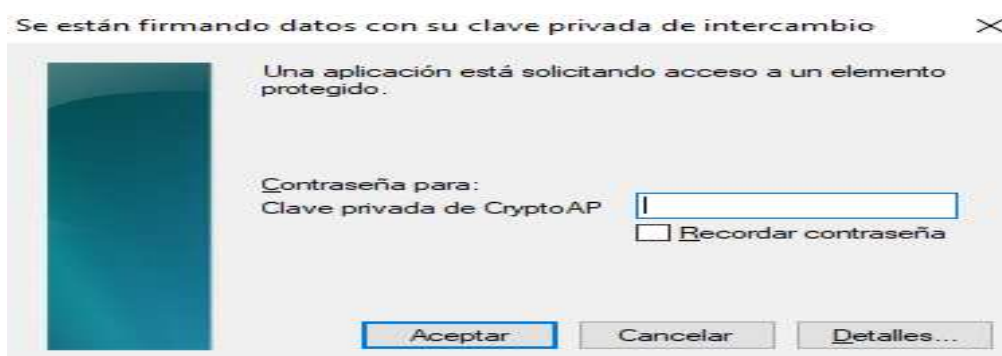 Se están firmando datos con su clave privada de intercambio
Una aplicación está solicitando acceso a un elemento
protegido.
Contraseña para:
Clave privada de CryptoAP
Recordar contraseña
Aceptar
Cancelar
Detalles...